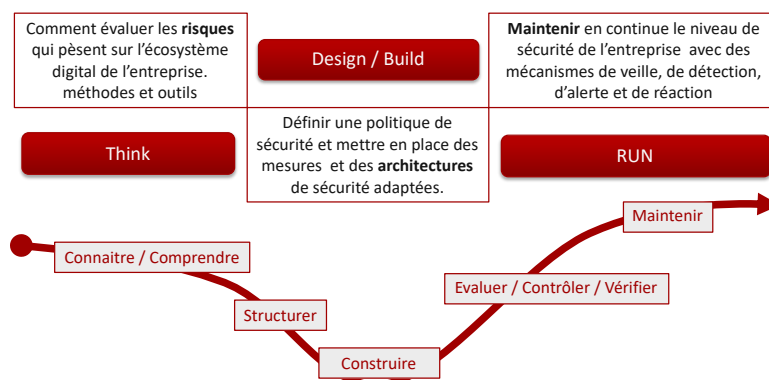 Comment évaluer les risques
qui pèsent sur l'écosystème
digital de l'entreprise.
méthodes et outils
Think
Design / Build
Définir une politique de
sécurité et mettre en place des
mesures et des architectures
de sécurité adaptées.
Maintenir en continue le niveau de
sécurité de l'entreprise avec des
mécanismes de veille, de détection,
d'alerte et de réaction
RUN
Connaitre / Comprendre
Structurer
Construire
Evaluer / Contrôler / Vérifier
Maintenir